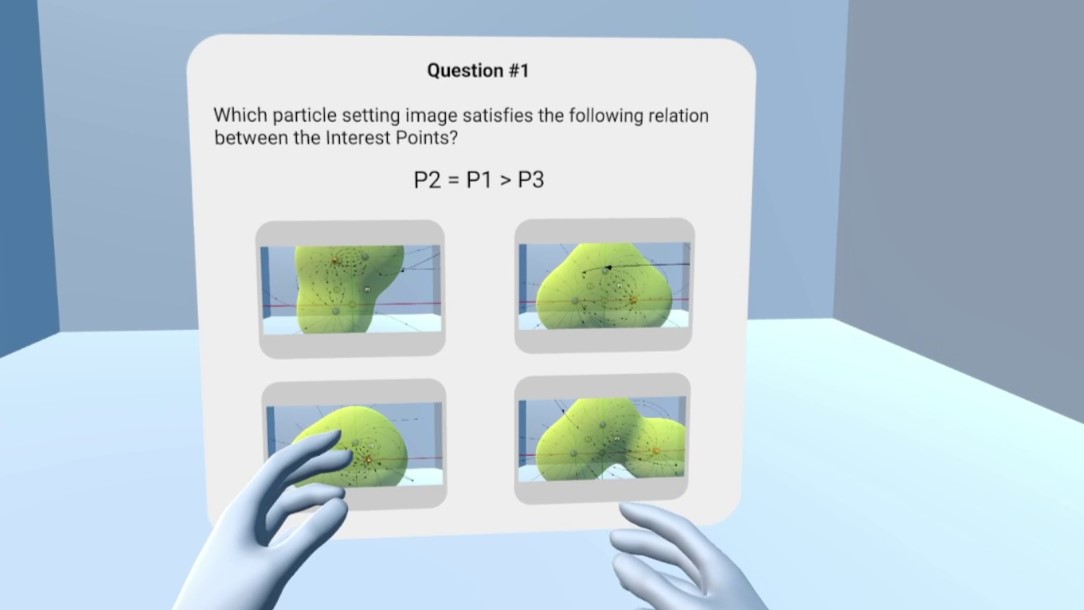 Question #1
Which particle setting image satisfies the following relation
between the Interest Points?
P2 = P1 > P3